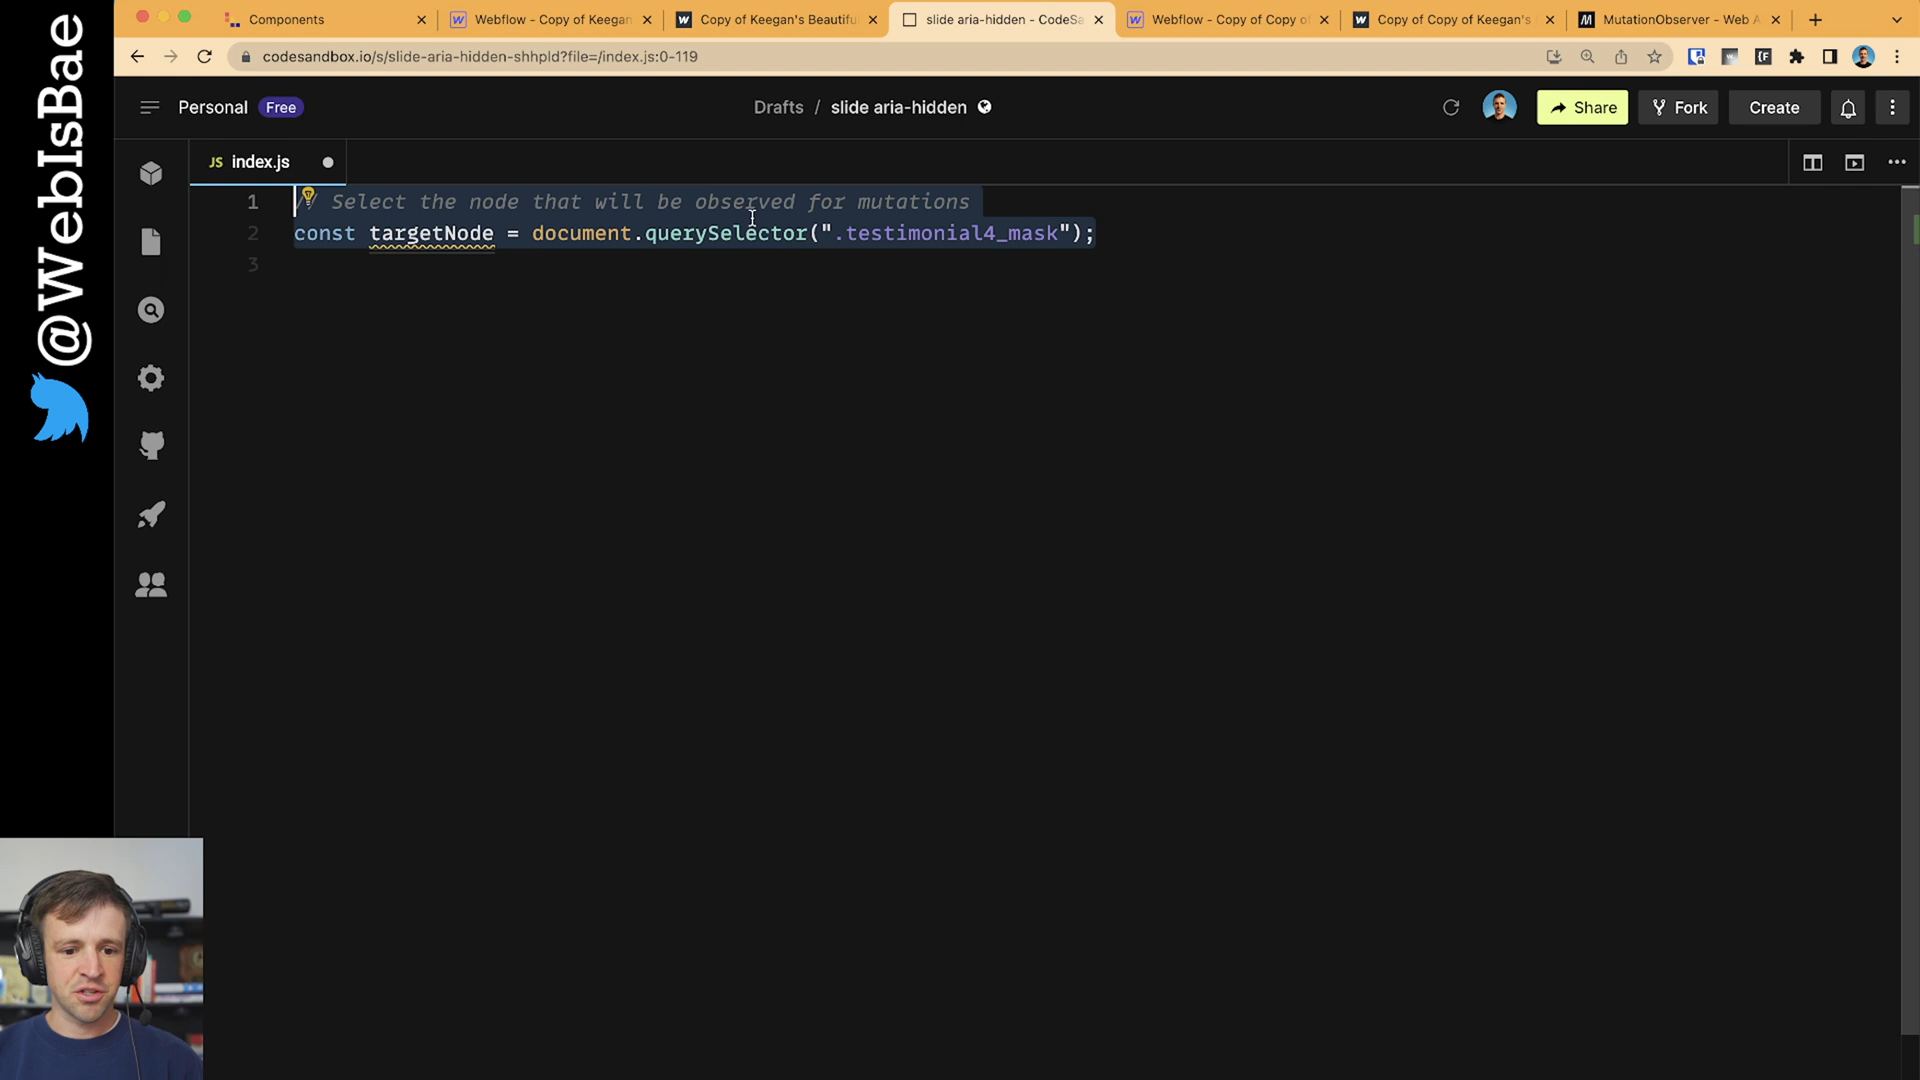 Components
Webflow - Copy of Keegan
Copy of Keegan's Beautiful
slide aria-hidden - CodeSa
Webflow - Copy of Copy of
Copy of Copy of Keegan's
MutationObserver - Web A
codesandbox.io/s/slide-aria-hidden-shhpld?file=/index.js:0-119
Personal Free
Drafts / slide aria-hidden
Share
Fork
Create
JS index.js
1 // Select the node that will be observed for mutations
2 const targetNode = document.querySelector(".testimonial4_mask");
3
@WebIsBae